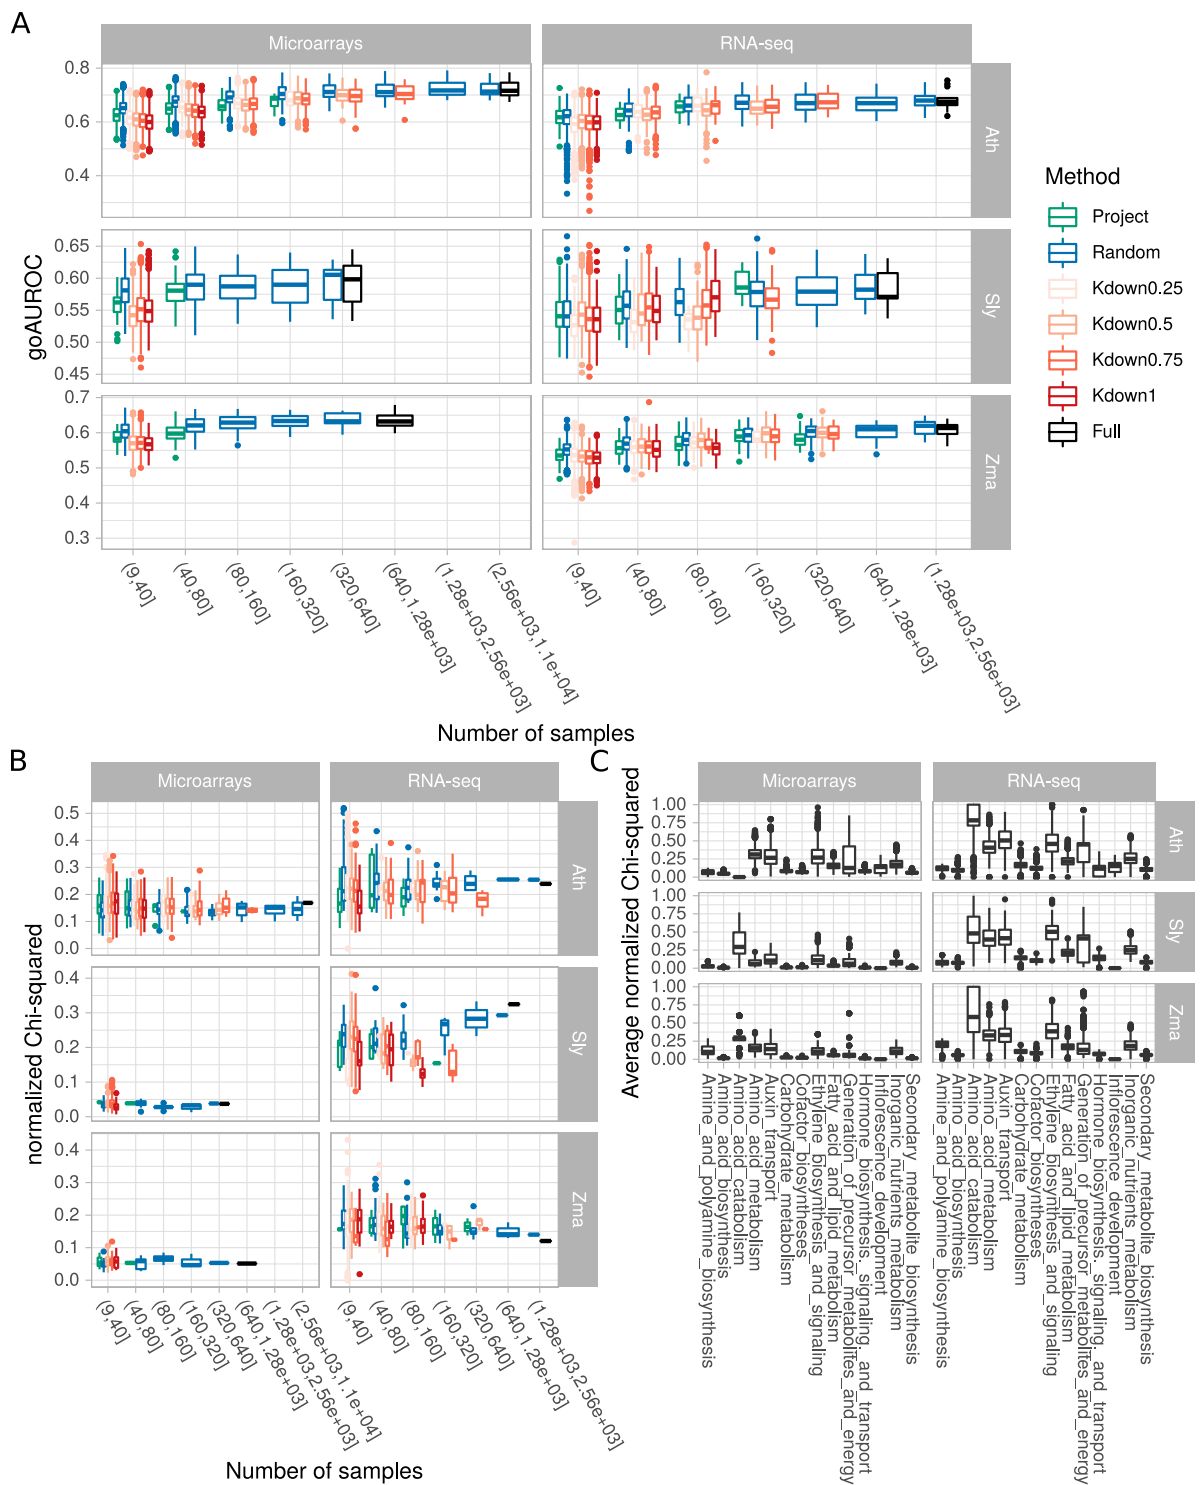 A
Microarrays
RNA-seq
goAUROC
0.8
0.6
0.4
Ath
0.65
0.60
0.55
0.50
0.45
Sly
0.7
0.6
0.5
0.4
0.3
Zma
(9,40]
(40,80]
(80,160]
(160,320]
(320,640]
(640,1.28e+03]
(1.28e+03,2.56e+03]
(2.56e+03,1.1e+04]
(9,40]
(40,80]
(80,160]
(160,320]
(320,640]
(640,1.28e+03]
(1.28e+03,2.56e+03]
Number of samples
Method
Project
Random
Kdown0.25
Kdown0.5
Kdown0.75
Kdown1
Full
B
Microarrays
RNA-seq
normalized Chi-squared
0.5
0.4
0.3
0.2
0.1
0.0
Ath
0.4
0.3
0.2
0.1
0.0
Sly
0.4
0.3
0.2
0.1
0.0
Zma
(9,40]
(40,80]
(80,160]
(160,320]
(320,640]
(640,1.28e+03]
(1.28e+03,2.56e+03]
(2.56e+03,1.1e+04]
(9,40]
(40,80]
(80,160]
(160,320]
(320,640]
(640,1.28e+03]
(1.28e+03,2.56e+03]
Number of samples
C
Microarrays
RNA-seq
Average normalized Chi-squared
1.00
0.75
0.50
0.25
0.00
Ath
1.00
0.75
0.50
0.25
0.00
Sly
1.00
0.75
0.50
0.25
0.00
Zma
Amine_and_polyamine_biosynthesis
Amino_acid_biosynthesis
Amino_acid_catabolism
Amino_acid_metabolism
Auxin_transport
Carbohydrate_metabolism
Cofactor_biosyntheses
Ethylene_biosynthesis_and_signaling
Fatty_acid_and_lipid_metabolism
Generation_of_precursor_metabolites_and_energy
Hormone_biosynthesis._signaling._and_transport
Inflorescence_development
Inorganic_nutrients_metabolism
Secondary_metabolite_biosynthesis
Amine_and_polyamine_biosynthesis
Amino_acid_biosynthesis
Amino_acid_catabolism
Amino_acid_metabolism
Auxin_transport
Carbohydrate_metabolism
Cofactor_biosyntheses
Ethylene_biosynthesis_and_signaling
Fatty_acid_and_lipid_metabolism
Generation_of_precursor_metabolites_and_energy
Hormone_biosynthesis._signaling._and_transport
Inflorescence_development
Inorganic_nutrients_metabolism
Secondary_metabolite_biosynthesis